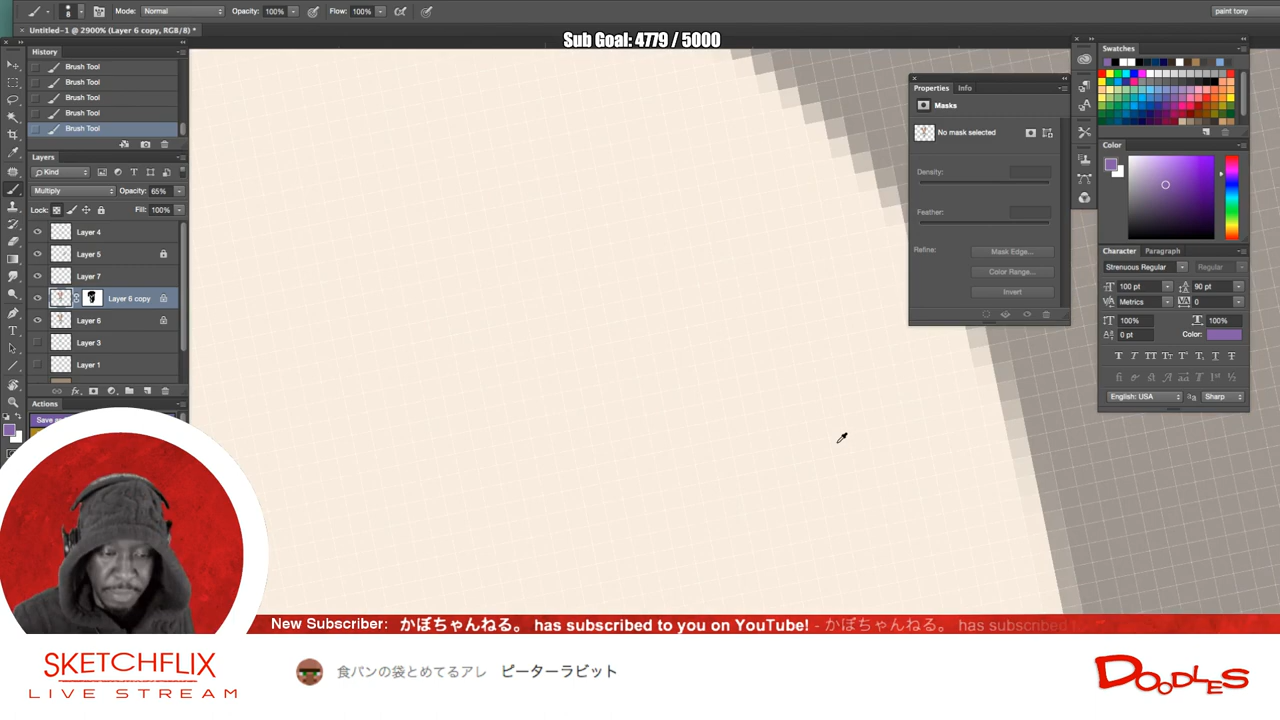 Mode: Normal Opacity: 100% Flow: 100% paint tony
8
Untitled-1 @ 2900% (Layer 6 copy, RGB/8) *
Sub Goal: 4779 / 5000
History
Brush Tool
Brush Tool
Brush Tool
Brush Tool
Brush Tool
Layers
Kind
Multiply Opacity: 65%
Lock: Fill: 100%
Layer 4
Layer 5
Layer 7
Layer 6 copy
Layer 6
Layer 3
Layer 1
Actions
Properties Info
Masks
No mask selected
Density:
Feather:
Refine: Mask Edge...
Color Range...
Invert
Swatches
Color
Character Paragraph
Strenuous Regular Regular
100 pt 90 pt
Metrics 0
100% 100%
0 pt Color:
English: USA Sharp
New Subscriber: かぼちゃんねる。 has subscribed to you on YouTube! - かぼちゃんねる。 has subscribed to
SKETCHFLIX
LIVE STREAM
食パンの袋とめてるアレ ピーターラビット
DOODLES